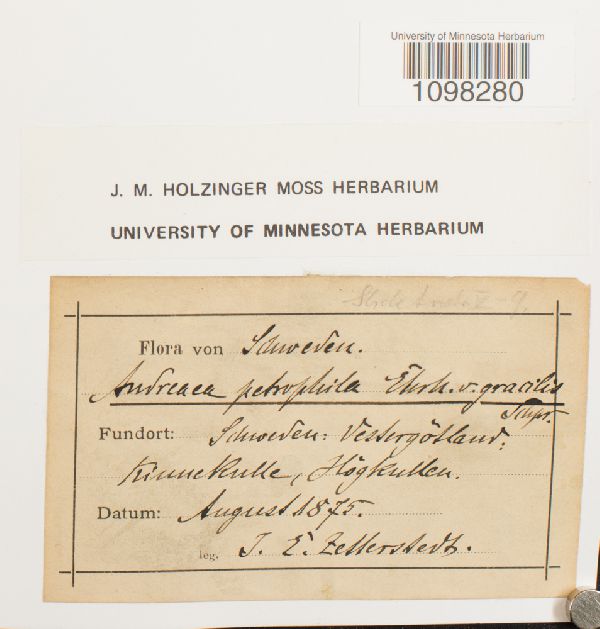 University of Minnesota Herbarium
1098280
J. M. HOLZINGER MOSS HERBARIUM
UNIVERSITY OF MINNESOTA HERBARIUM
Slide
Flora von Schweden.
Andreaea petrophila Ehrh. v. gracilis
Schpr.
Fundort: Schweden: Vestergötland;
Kinnekulle, Högkullen.
Datum: August 1875.
leg. J. E. Zetterstedt.